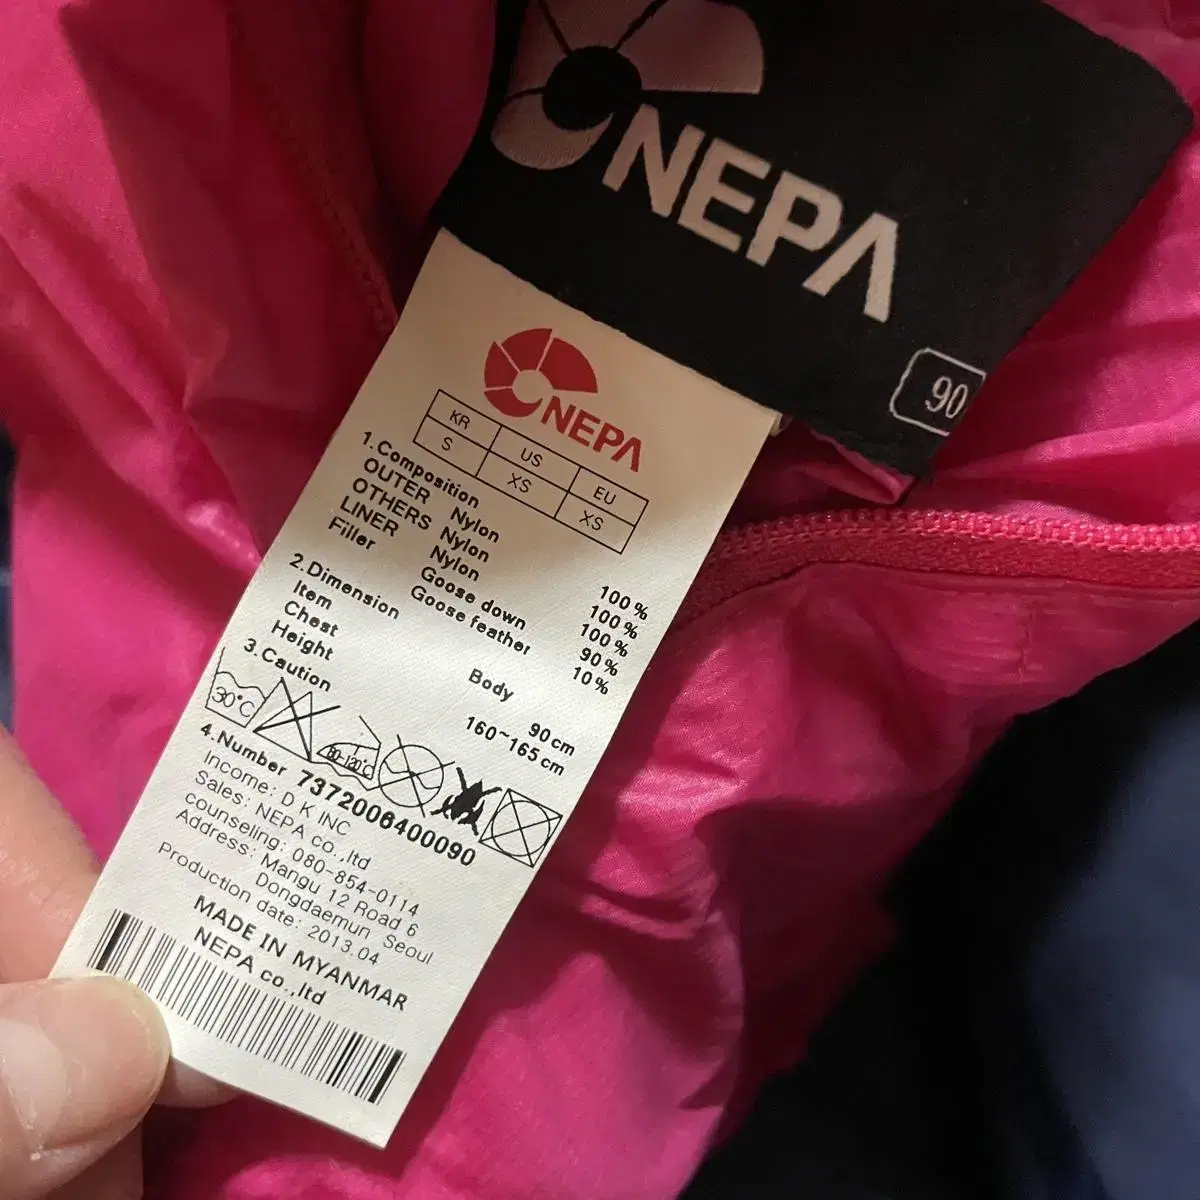 NEPA
90
NEPA
KR US EU
S XS XS
1.Composition
OUTER Nylon 100%
OTHERS Nylon 100%
LINER Nylon 100%
Filler Goose down 90%
Goose feather 10%
2.Dimension
Item Body
Chest 90cm
Height 160~165cm
3.Caution
30°C 80-120°C
4.Number 7372006400090
Income: D K INC
Sales: NEPA co.,ltd
counseling: 080-854-0114
Address: Mangu 12 Road 6
Dongdaemun, Seoul
Production date: 2013.04
MADE IN MYANMAR
NEPA co.,ltd